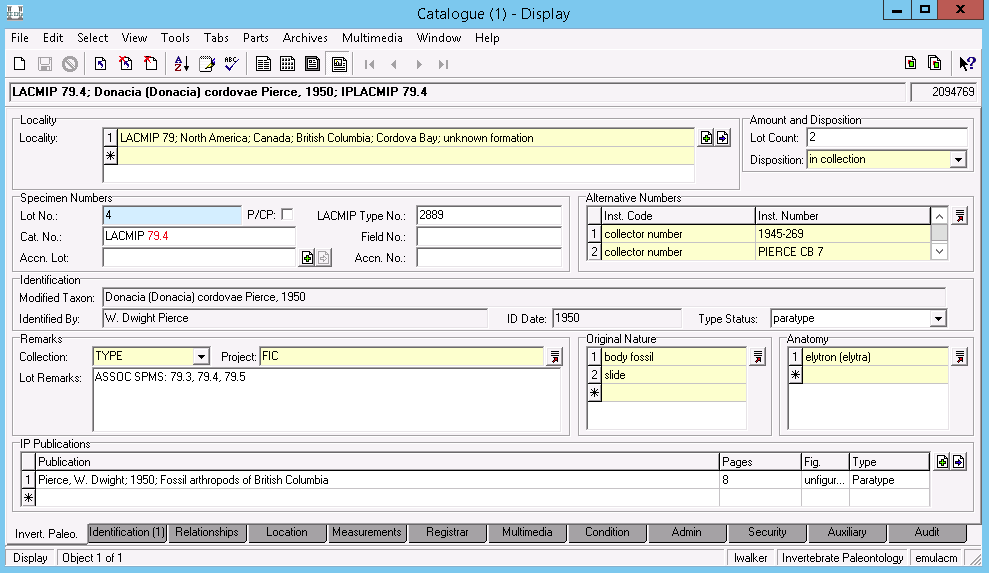 Catalogue (1) - Display
File Edit Select View Tools Tabs Parts Archives Multimedia Window Help
LACMIP 79.4; Donacia (Donacia) cordovae Pierce, 1950; IPLACMIP 79.4 2094769
Locality
Locality: 1 LACMIP 79; North America; Canada; British Columbia; Cordova Bay; unknown formation
Amount and Disposition
Lot Count: 2
Disposition: in collection
Specimen Numbers
Lot No.: 4 P/CP: LACMIP Type No.: 2889
Cat. No.: LACMIP 79.4 Field No.:
Accn. Lot: Accn. No.:
Alternative Numbers
Inst. Code Inst. Number
1 collector number 1945-269
2 collector number PIERCE CB 7
Identification
Modified Taxon: Donacia (Donacia) cordovae Pierce, 1950
Identified By: W. Dwight Pierce ID Date: 1950 Type Status: paratype
Remarks
Collection: TYPE Project: FIC
Lot Remarks: ASSOC SPMS: 79.3, 79.4, 79.5
Original Nature
1 body fossil
2 slide
Anatomy
1 elytron (elytra)
IP Publications
Publication Pages Fig. Type
1 Pierce, W. Dwight; 1950; Fossil arthropods of British Columbia 8 unfigur... Paratype
Invert. Paleo. Identification (1) Relationships Location Measurements Registrar Multimedia Condition Admin Security Auxiliary Audit
Display Object 1 of 1 lwalker Invertebrate Paleontology emulacm